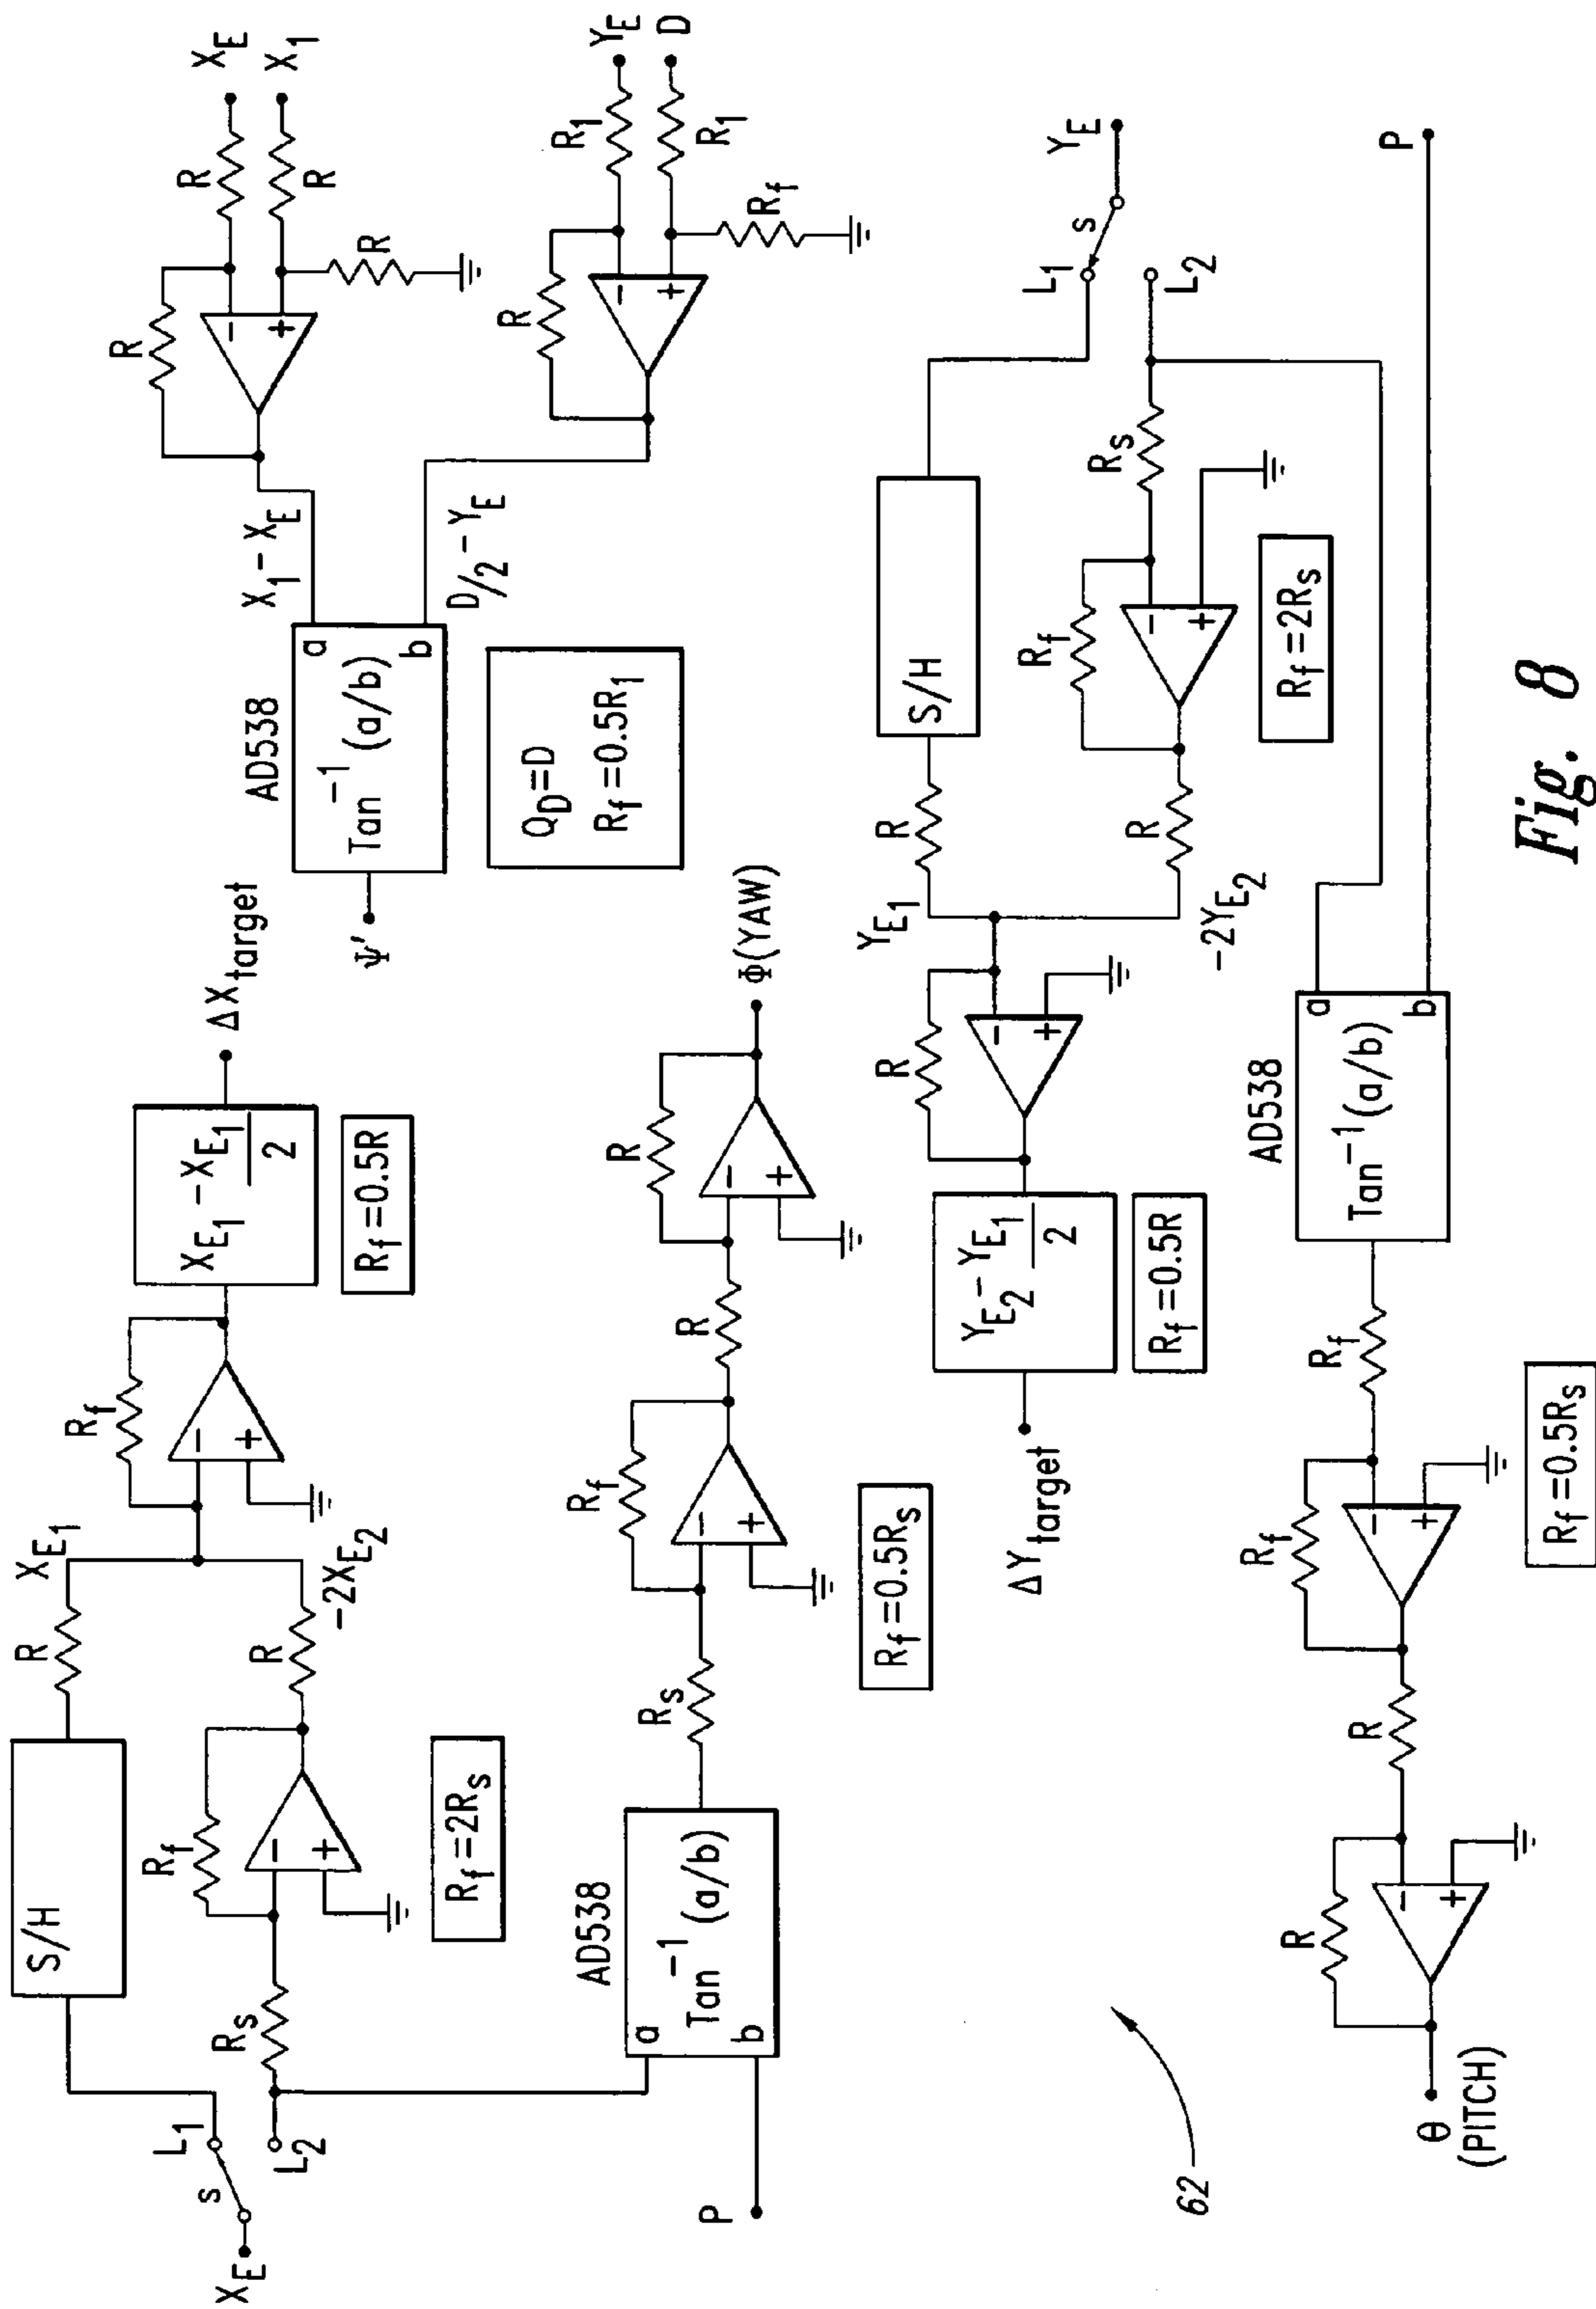 X_E
s
L_1
L_2
S/H
R
X_E1
R_s
R_f
R
-2X_E2
R_f=2R_s
R_f
X_E1-X_E1/2
R_f=0.5R
ΔX_target
P
AD538
a
b
Tan^-1 (a/b)
R_s
R_f
R_f=0.5R_s
R
R
Φ(YAW)
Ψ'
AD538
Tan^-1 (a/b)
a
b
Q_D=D
R_f=0.5R_1
X_1-X_E
D/2-Y_E
R
R
R
R
X_E
X_1
R
R_1
R_1
R_f
Y_E
D
ΔY_target
Y_E2-Y_E1/2
R_f=0.5R
R
Y_E1
-2Y_E2
R
R
S/H
R_f
R_s
R_f=2R_s
L_1
L_2
s
Y_E
θ
(PITCH)
R
R
R_f
R_f
R_f=0.5R_s
AD538
Tan^-1(a/b)
a
b
P
62
Fig. 8